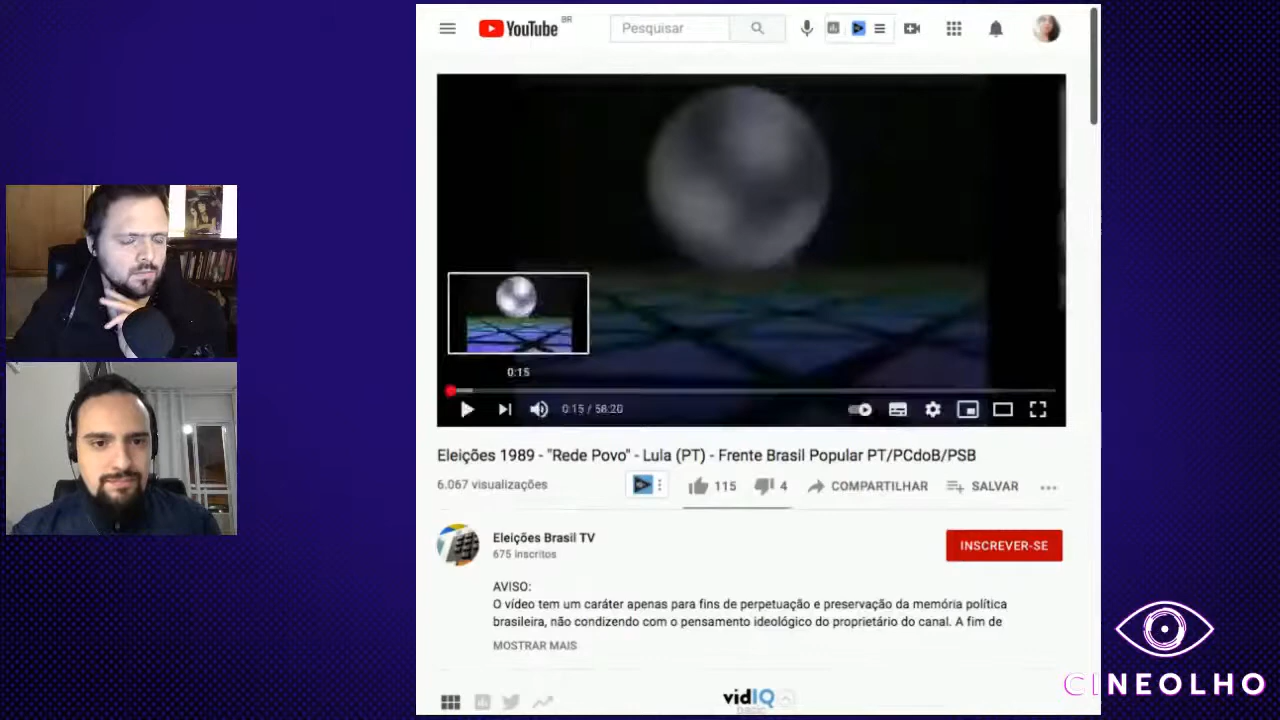 YouTube BR
Pesquisar
0:15
0:15 / 58:20
Eleições 1989 - "Rede Povo" - Lula (PT) - Frente Brasil Popular PT/PCdoB/PSB
6.067 visualizações
115
4
COMPARTILHAR
SALVAR
Eleições Brasil TV
675 inscritos
INSCREVER-SE
AVISO:
O vídeo tem um caráter apenas para fins de perpetuação e preservação da memória política
brasileira, não condizendo com o pensamento ideológico do proprietário do canal. A fim de
MOSTRAR MAIS
vidIQ
CINEOLHO